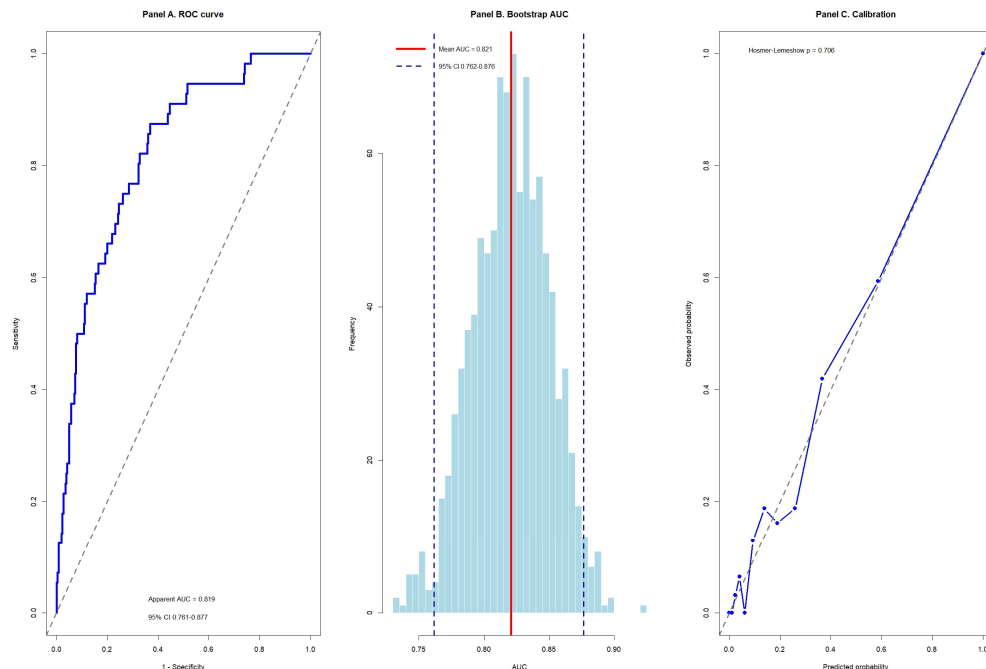 Panel A. ROC curve
Sensitivity
1.0
0.8
0.6
0.4
0.2
0.0
Apparent AUC = 0.819
95% CI 0.761-0.877
0.0 0.2 0.4 0.6 0.8 1.0
1 - Specificity
Panel B. Bootstrap AUC
Mean AUC = 0.821
95% CI 0.762-0.876
Frequency
60
40
20
0
0.75 0.80 0.85 0.90
AUC
Panel C. Calibration
Hosmer-Lemeshow p = 0.706
Observed probability
1.0
0.8
0.6
0.4
0.2
0.0
0.0 0.2 0.4 0.6 0.8 1.0
Predicted probability